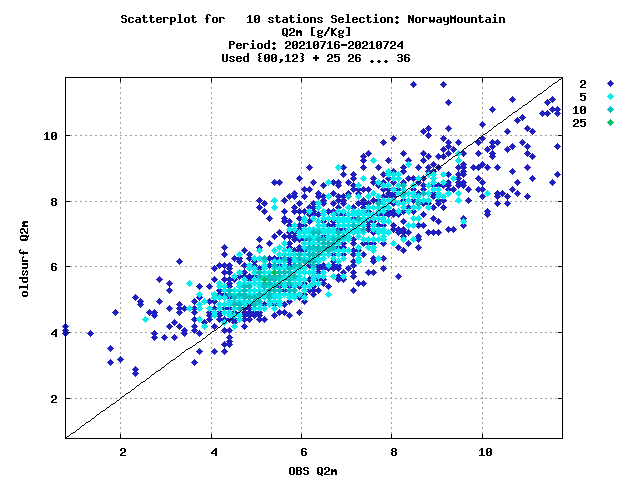 Scatterplot for   10 stations Selection: NorwayMountain
Q2m [g/Kg]
Period: 20210716-20210724
Used {00,12} + 25 26 ... 36
2
5
10
25
10
8
6
4
2
oldsurf Q2m
2 4 6 8 10
OBS Q2m